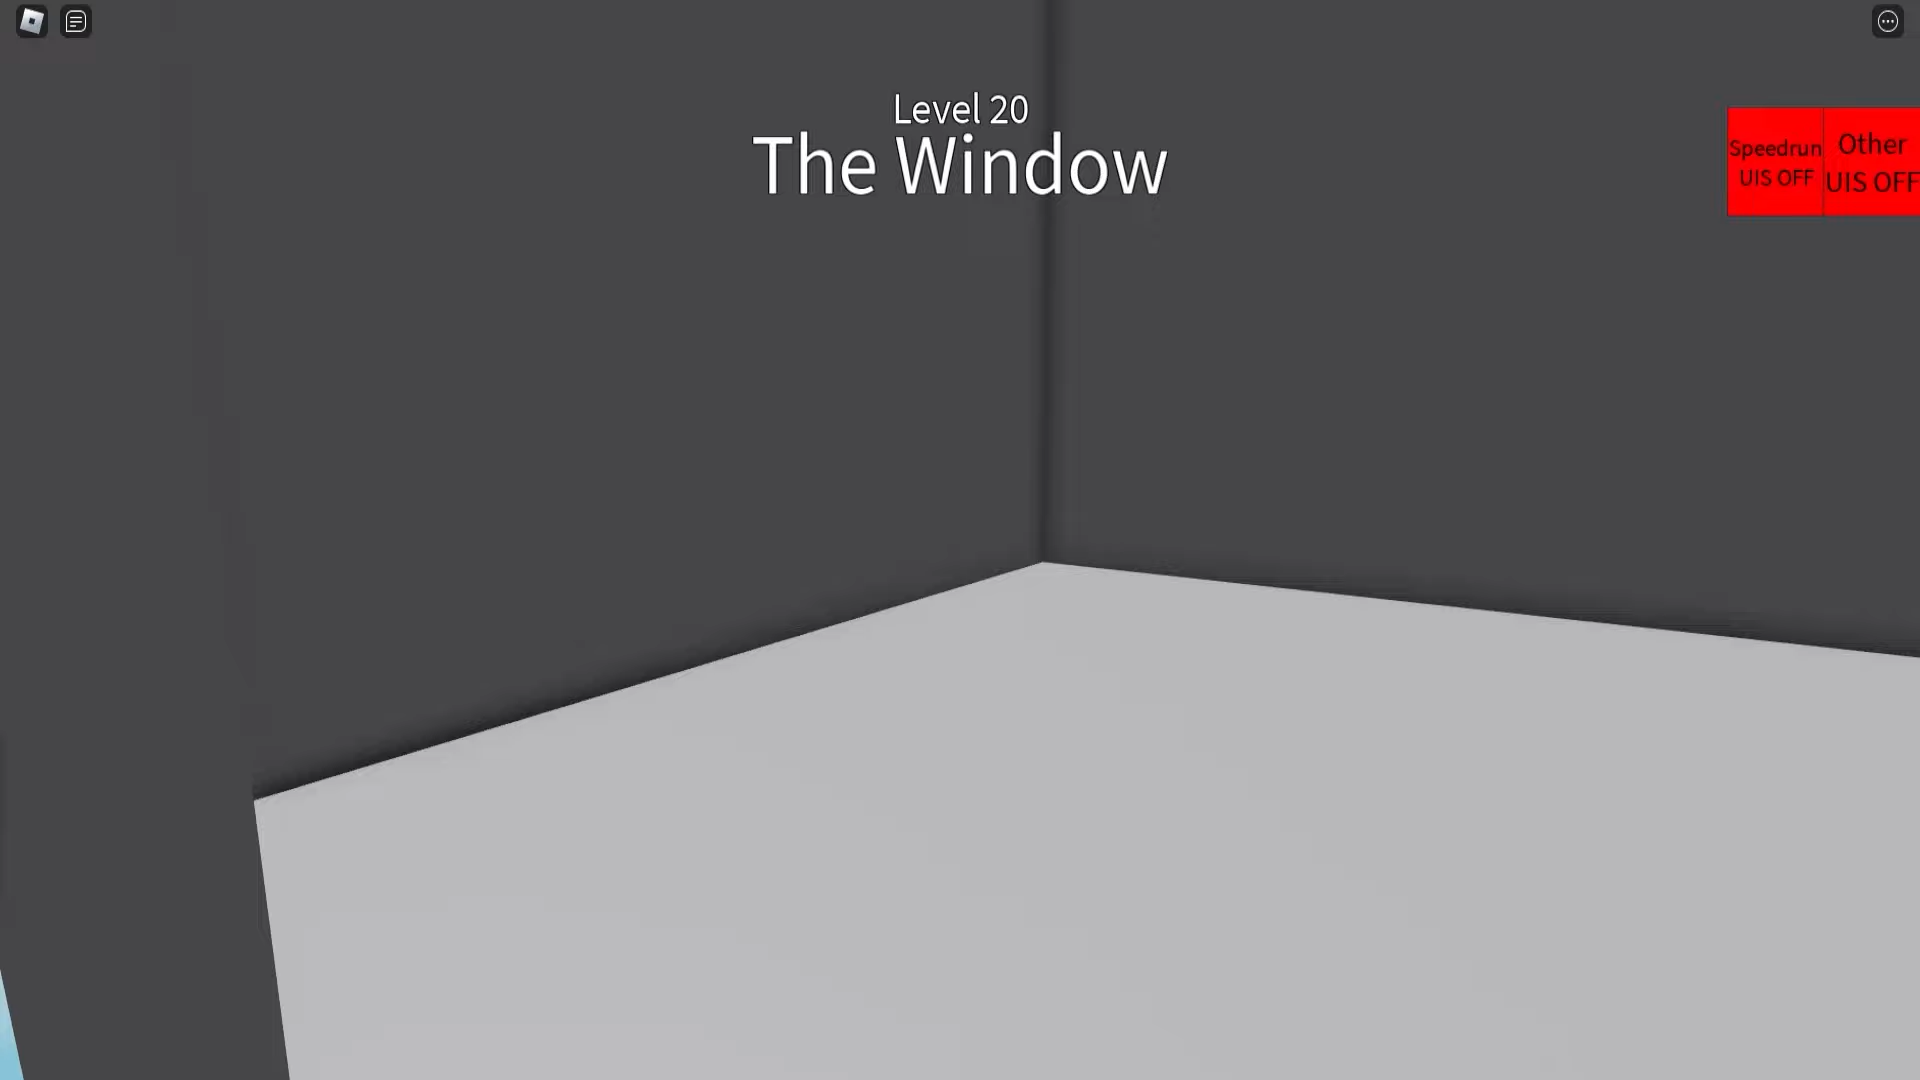 Level 20
The Window
Speedrun
UIS OFF
Other
UIS OFF